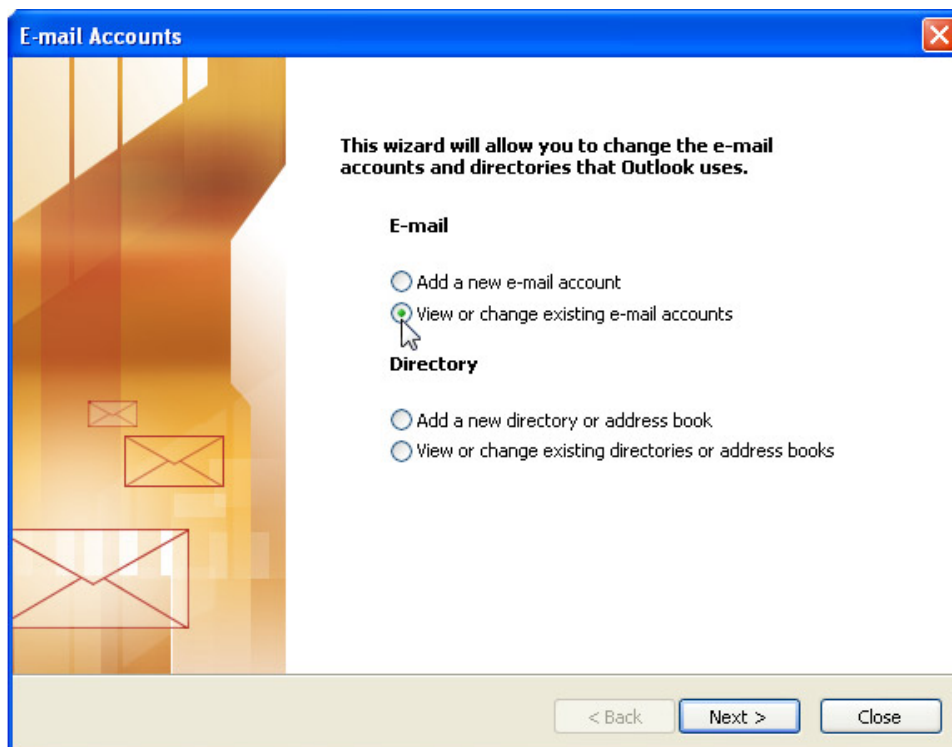 E-mail Accounts
This wizard will allow you to change the e-mail
accounts and directories that Outlook uses.
E-mail
Add a new e-mail account
View or change existing e-mail accounts
Directory
Add a new directory or address book
View or change existing directories or address books
< Back Next > Close